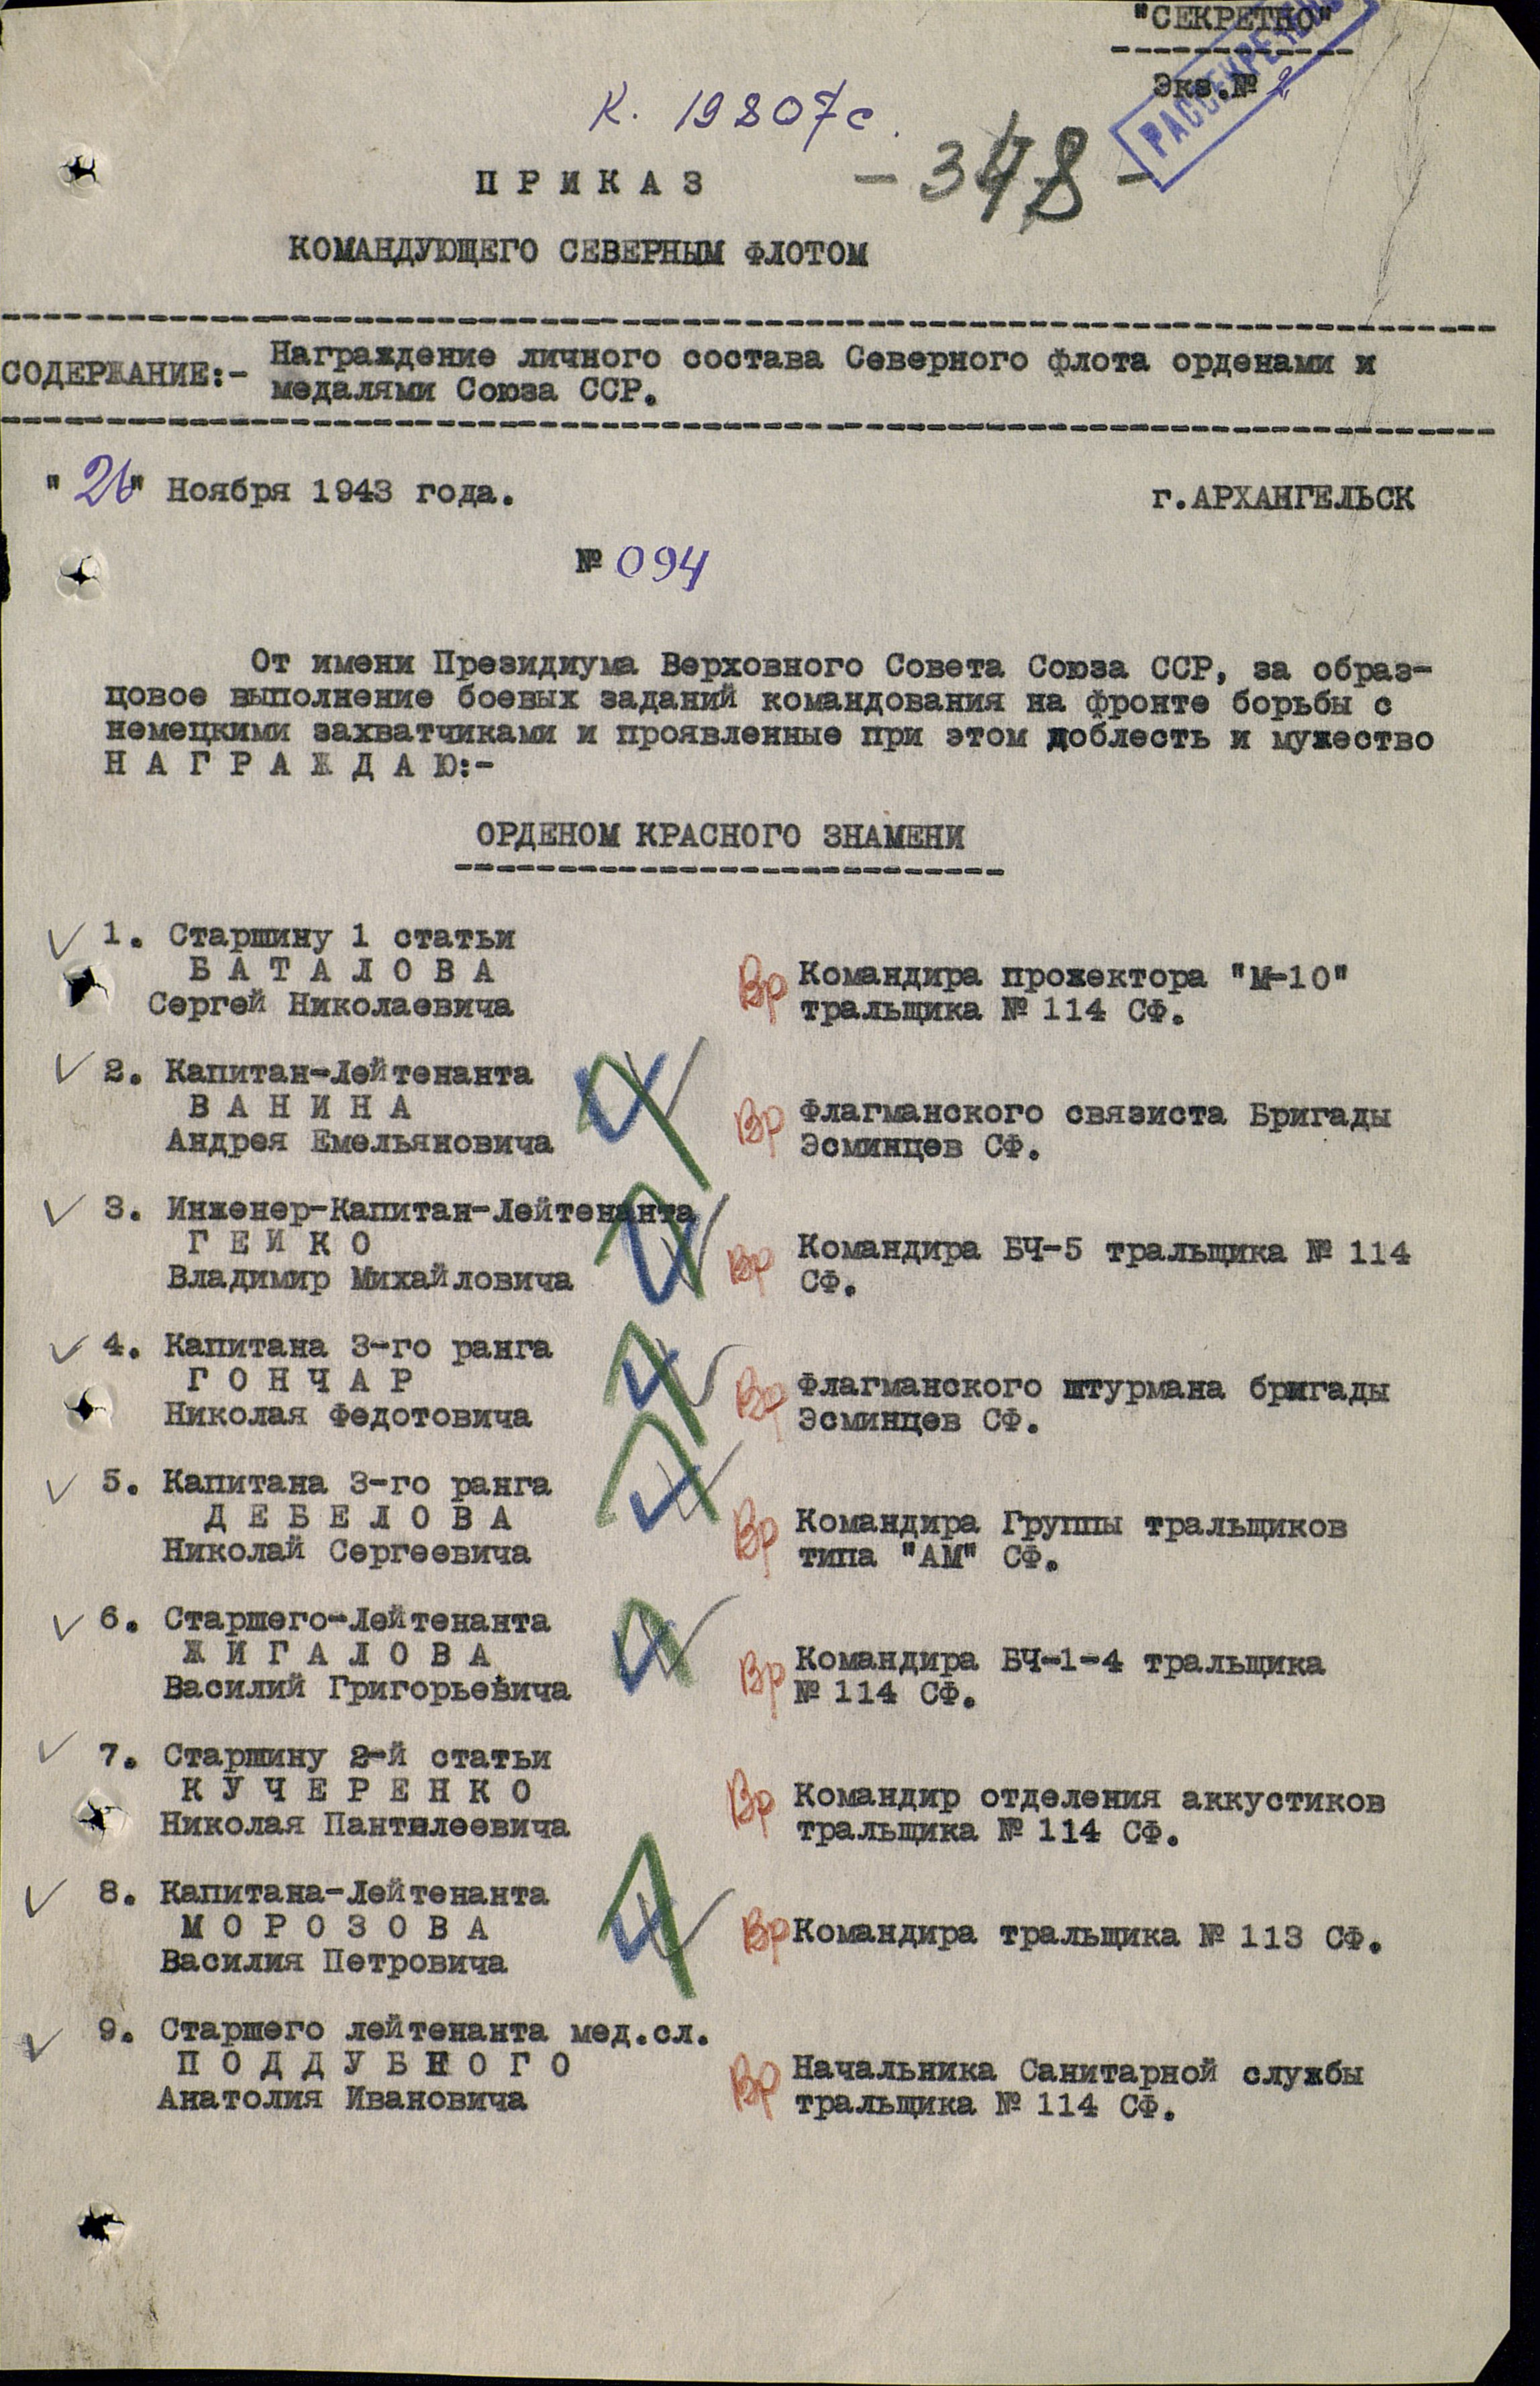 "СЕКРЕТНО"
Экз.№ 2
РАССЕКРЕЧЕНО
К. 19807с.
- 348 -
П Р И К А З
КОМАНДУЮЩЕГО СЕВЕРНЫМ ФЛОТОМ
СОДЕРЖАНИЕ:- Награждение личного состава Северного флота орденами и
медалями Союза ССР.
"26" Ноября 1943 года. г.АРХАНГЕЛЬСК
№ 094
От имени Президиума Верховного Совета Союза ССР, за образ-
цовое выполнение боевых заданий командования на фронте борьбы с
немецкими захватчиками и проявленные при этом доблесть и мужество
Н А Г Р А Ж Д А Ю:-
ОРДЕНОМ КРАСНОГО ЗНАМЕНИ
1. Старшину 1 статьи
Б А Т А Л О В А
Сергей Николаевича
Вр Командира прожектора "М-10"
тральщика № 114 СФ.
2. Капитан-Лейтенанта
В А Н И Н А
Андрея Емельяновича
Вр Флагманского связиста Бригады
Эсминцев СФ.
3. Инженер-Капитан-Лейтенанта
Г Е Й К О
Владимир Михайловича
Вр Командира БЧ-5 тральщика № 114
СФ.
4. Капитана 3-го ранга
Г О Н Ч А Р
Николая Федотовича
Вр Флагманского штурмана бригады
Эсминцев СФ.
5. Капитана 3-го ранга
Д Е Б Е Л О В А
Николай Сергеевича
Вр Командира Группы тральщиков
типа "АМ" СФ.
6. Старшего-Лейтенанта
Ж И Г А Л О В А
Василий Григорьевича
Вр Командира БЧ-1-4 тральщика
№ 114 СФ.
7. Старшину 2-й статьи
К У Ч Е Р Е Н К О
Николая Пантилеевича
Вр Командир отделения аккустиков
тральщика № 114 СФ.
8. Капитана-Лейтенанта
М О Р О З О В А
Василия Петровича
Вр Командира тральщика № 113 СФ.
9. Старшего лейтенанта мед.сл.
П О Д Д У Б Н О Г О
Анатолия Ивановича
Вр Начальника Санитарной службы
тральщика № 114 СФ.